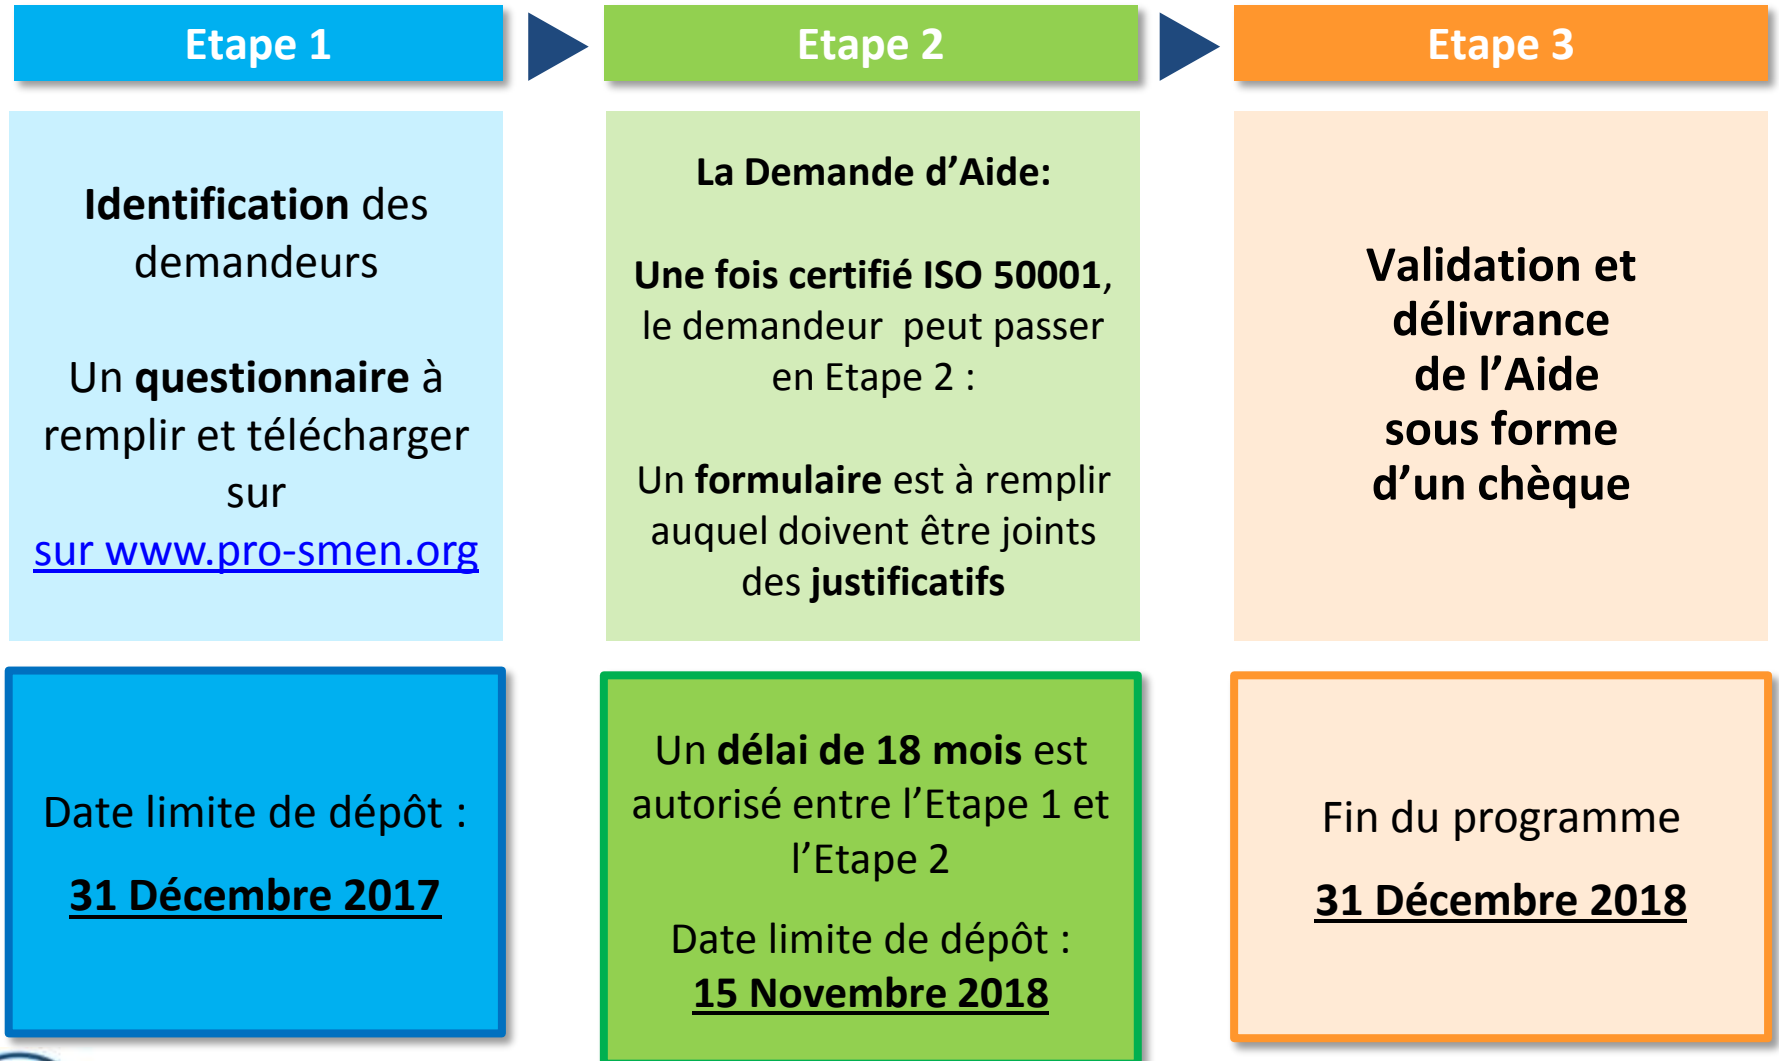 Etape 1
Identification des
demandeurs
Un questionnaire à
remplir et télécharger
sur
sur www.pro-smen.org
Date limite de dépôt :
31 Décembre 2017
Etape 2
La Demande d’Aide:
Une fois certifié ISO 50001,
le demandeur  peut passer
en Etape 2 :
Un formulaire est à remplir
auquel doivent être joints
des justificatifs
Un délai de 18 mois est
autorisé entre l’Etape 1 et
l’Etape 2
Date limite de dépôt :
15 Novembre 2018
Etape 3
Validation et
délivrance
de l’Aide
sous forme
d’un chèque
Fin du programme
31 Décembre 2018